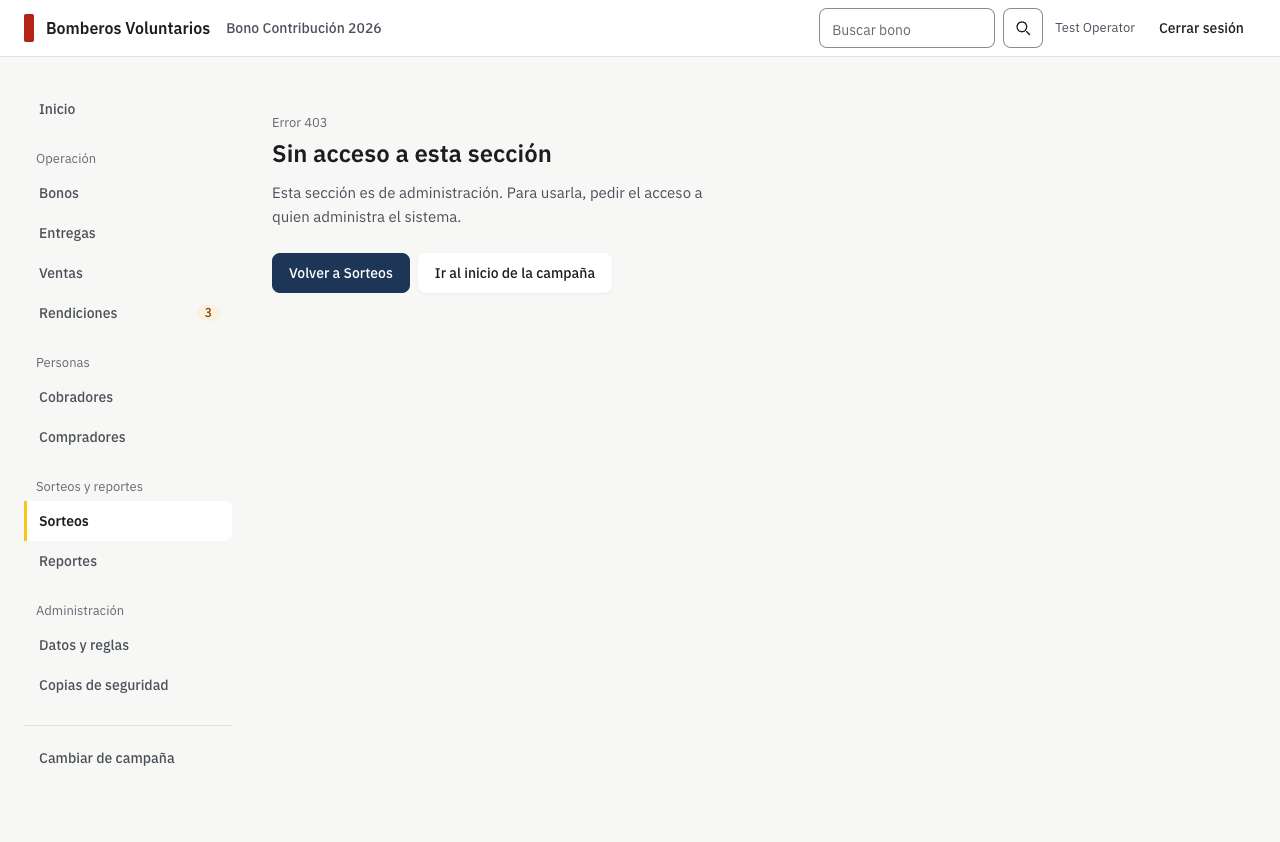 Bomberos Voluntarios
Bono Contribución 2026
Buscar bono
Test Operator
Cerrar sesión
Inicio
Operación
Bonos
Entregas
Ventas
Rendiciones 3
Personas
Cobradores
Compradores
Sorteos y reportes
Sorteos
Reportes
Administración
Datos y reglas
Copias de seguridad
Cambiar de campaña
Error 403
Sin acceso a esta sección
Esta sección es de administración. Para usarla, pedir el acceso a
quien administra el sistema.
Volver a Sorteos
Ir al inicio de la campaña